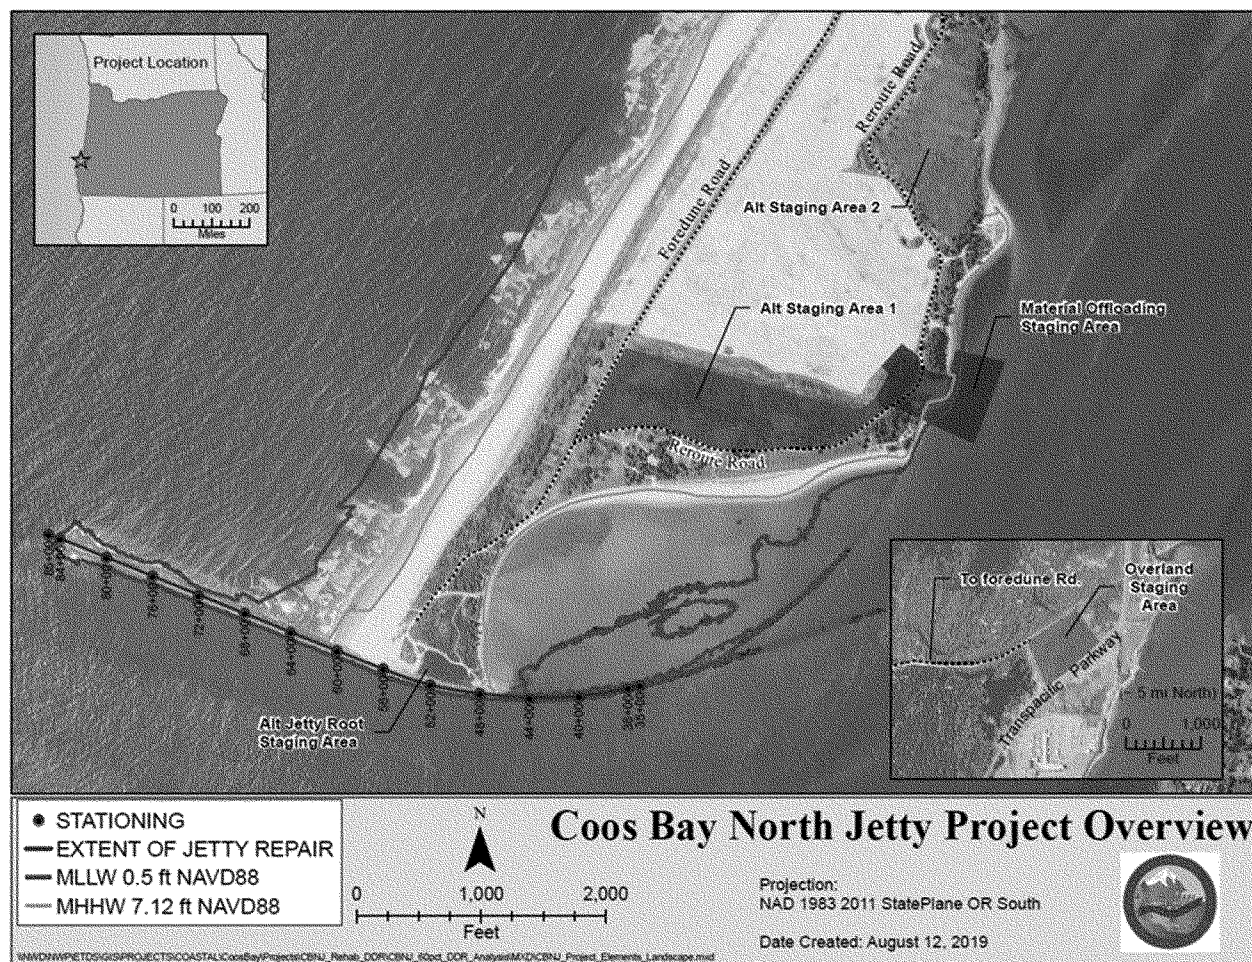 Project Location
0 100 200
Miles
Reroute Road
Foredune Road
Alt Staging Area 2
Alt Staging Area 1
Material Offloading
Staging Area
Reroute Road
85+00
84+00
80+00
76+00
72+00
68+00
64+00
60+00
56+00
52+00
48+00
44+00
40+00
36+00
35+00
Alt Jetty Root
Staging Area
To foredune Rd.
Overland
Staging
Area
Transpacific Parkway
(~ 5 mi North)
0 1,000
Feet
STATIONING
EXTENT OF JETTY REPAIR
MLLW 0.5 ft NAVD88
MHHW 7.12 ft NAVD88
N
0 1,000 2,000
Feet
Coos Bay North Jetty Project Overview
Projection:
NAD 1983 2011 StatePlane OR South
Date Created: August 12. 2019